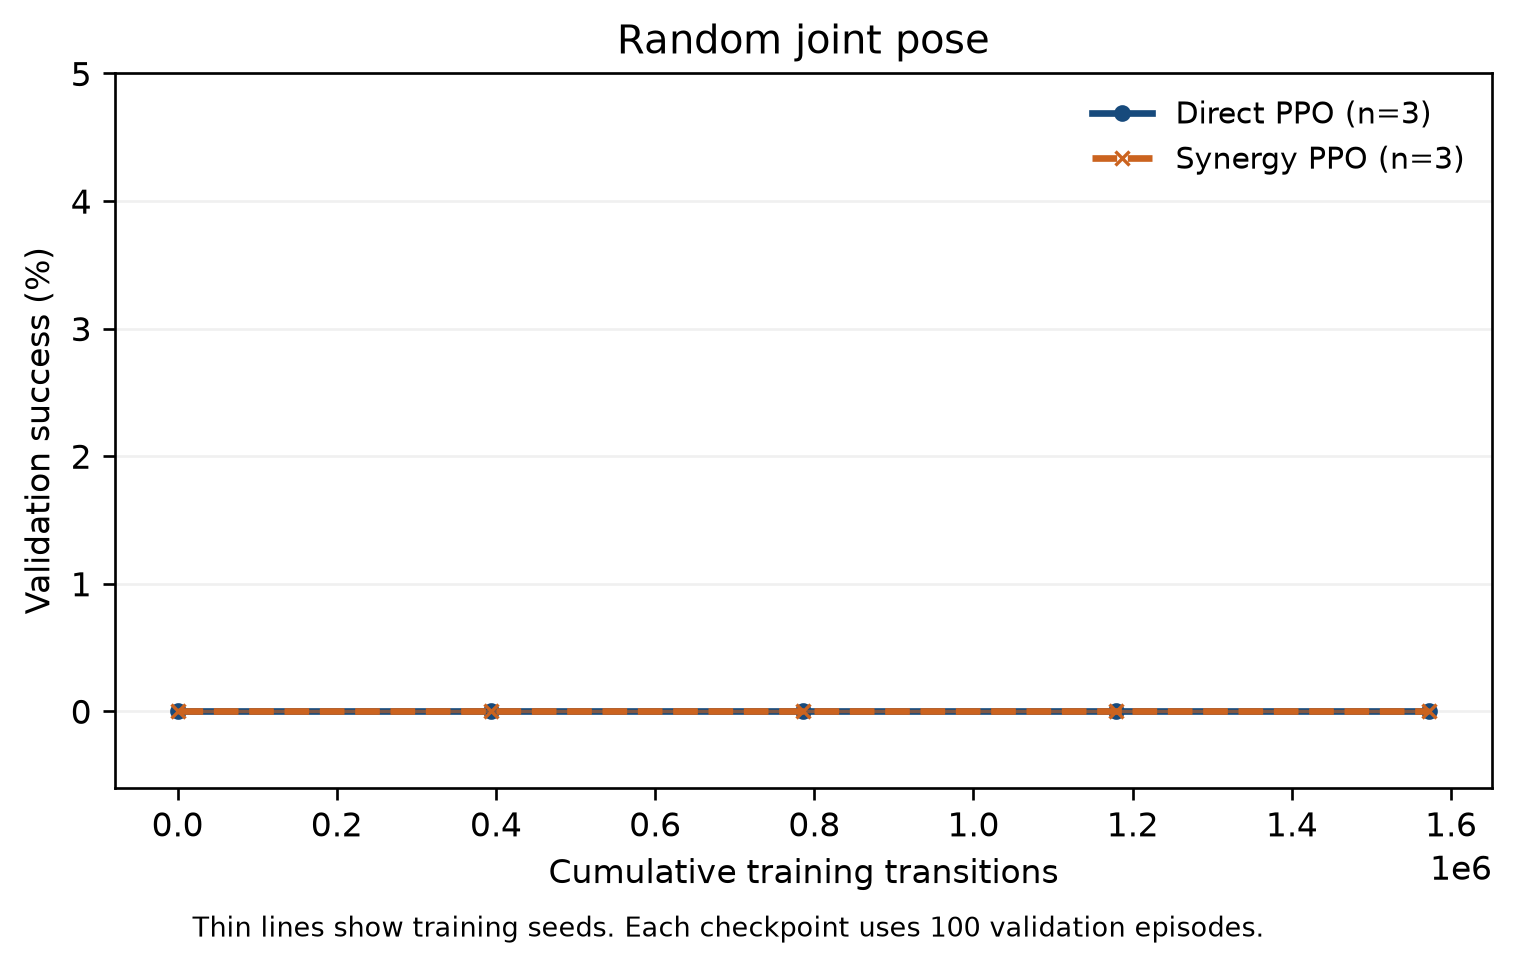 Random joint pose
Direct PPO (n=3)
Synergy PPO (n=3)
Validation success (%)
5
4
3
2
1
0
0.0 0.2 0.4 0.6 0.8 1.0 1.2 1.4 1.6
1e6
Cumulative training transitions
Thin lines show training seeds. Each checkpoint uses 100 validation episodes.